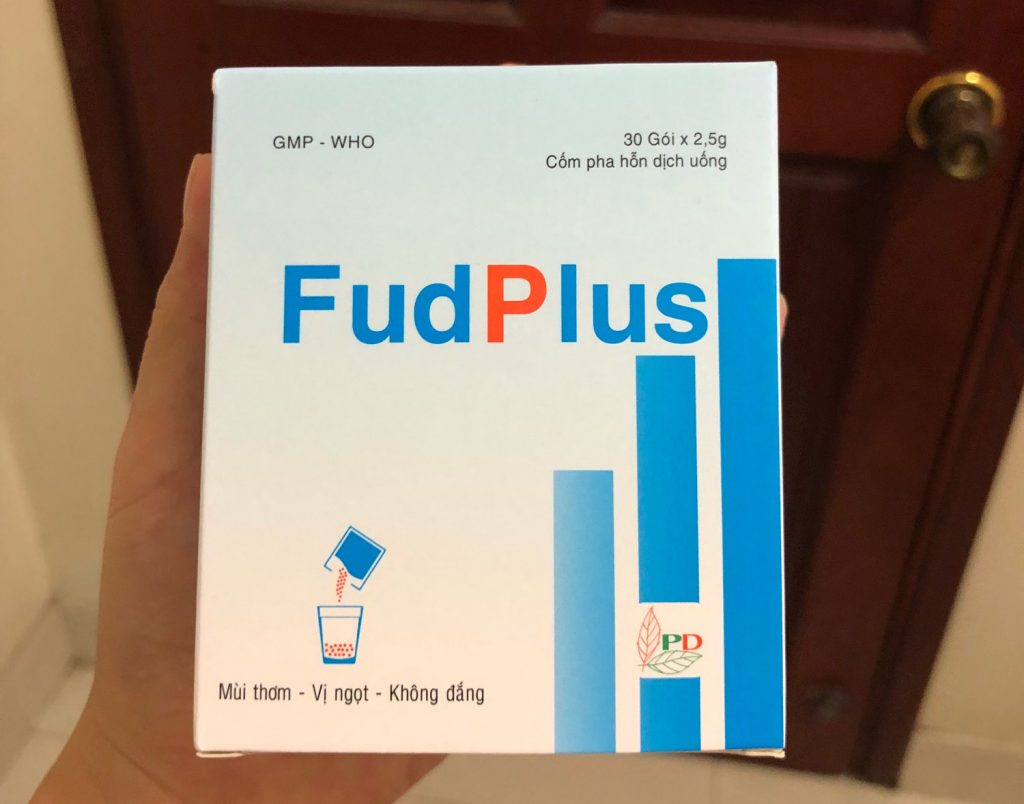 GMP - WHO
30 Gói x 2,5g
Cốm pha hỗn dịch uống
FudPlus
PD
Mùi thơm - Vị ngọt - Không đắng